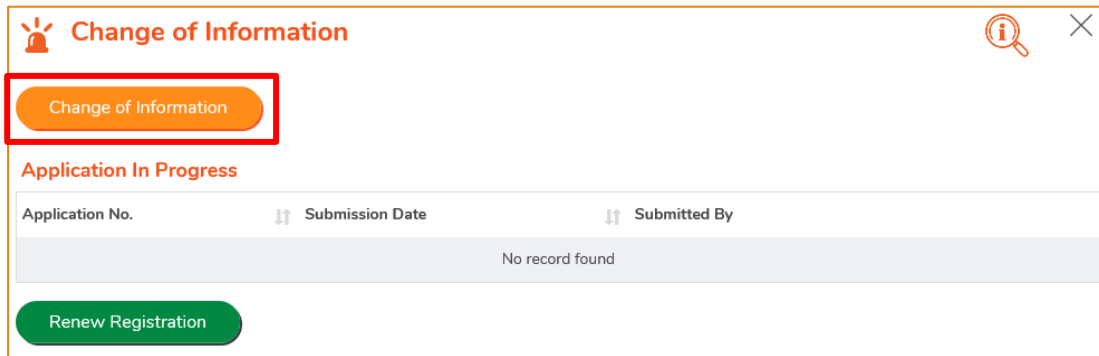 Change of Information
Change of Information
Application In Progress
Application No. Submission Date Submitted By
No record found
Renew Registration